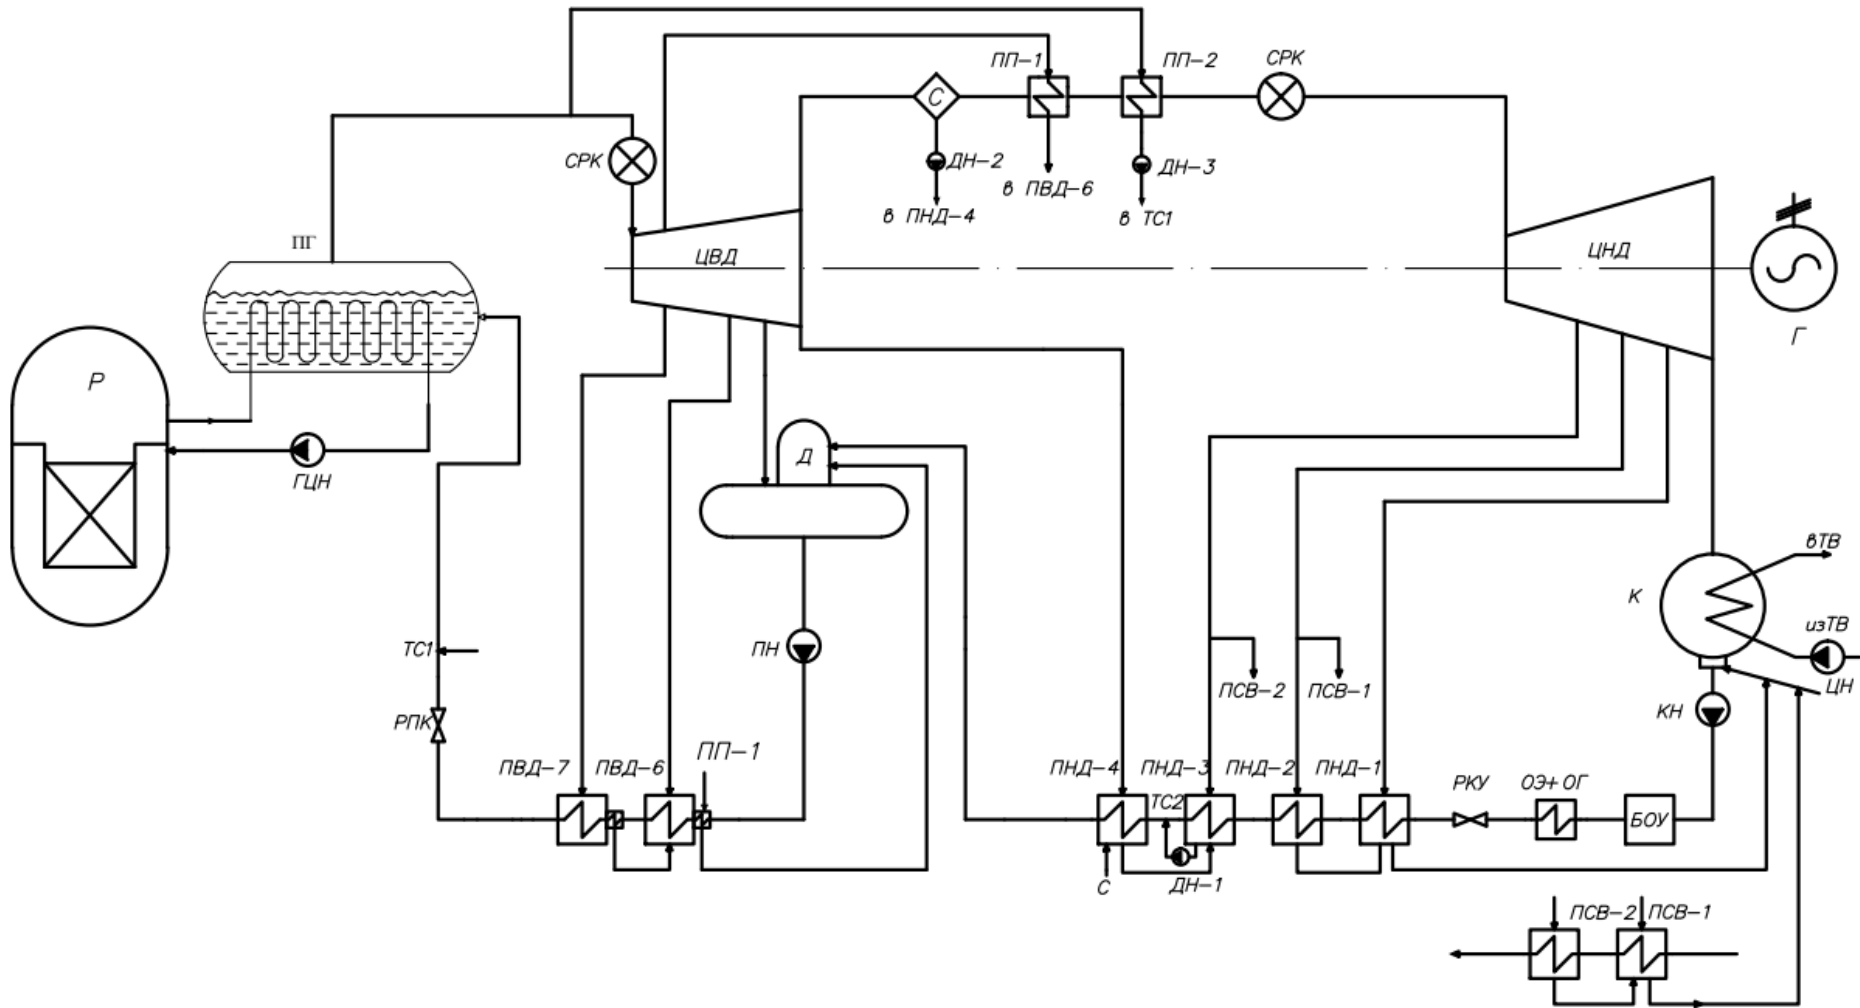 ПП-1
ПП-2
СРК
С
СРК
ДН-2
ДН-3
в ПВД-6
в ПНД-4
в ТС1
ПГ
ЦВД
ЦНД
Г
Р
ГЦН
Д
вТВ
К
изТВ
ПН
ТС1
ПСВ-2
ПСВ-1
ЦН
КН
РПК
ПП-1
ПВД-7
ПВД-6
ПНД-4
ПНД-3
ПНД-2
ПНД-1
РКУ
ОЭ+ОГ
ТС2
БОУ
С
ДН-1
ПСВ-2
ПСВ-1